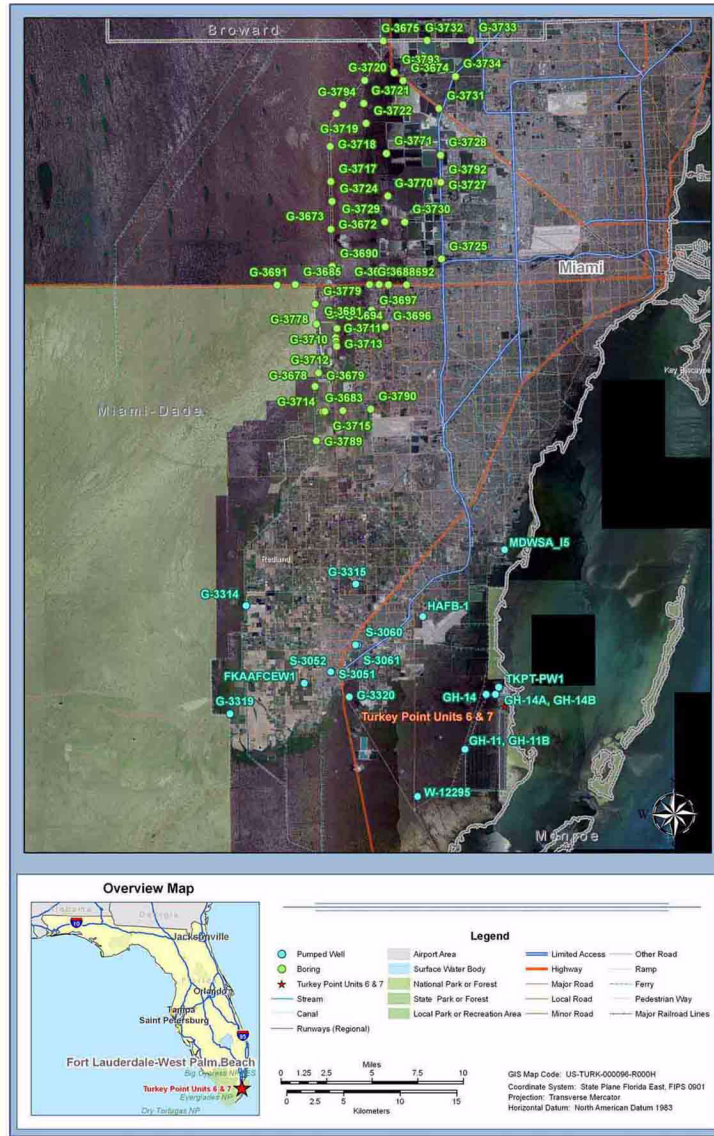 Broward
G-3675
G-3732
G-3733
G-3793
G-3720
G-3674
G-3734
G-3721
G-3794
G-3722
G-3731
G-3719
G-3718
G-3771
G-3728
G-3717
G-3792
G-3724
G-3770
G-3727
G-3729
G-3730
G-3673
G-3672
G-3725
G-3690
Miami
G-3691
G-3685
G-3688
G-3779
G-3697
G-3681
G-3694
G-3696
G-3778
G-3711
G-3710
G-3713
G-3712
G-3679
G-3678
Key Biscayne
G-3714
G-3683
G-3790
Miami-Dade
G-3715
G-3789
MDWSA_I5
Redland
G-3315
G-3314
HAFB-1
S-3060
S-3052
S-3061
S-3051
FKAAFCEW1
TKPT-PW1
GH-14
GH-14A, GH-14B
G-3320
G-3319
Turkey Point Units 6 & 7
GH-11, GH-11B
W-12295
W
Monroe
Overview Map
Alabama
Georgia
10
Jacksonville
Orlando
Tampa
Saint Petersburg
95
Fort Lauderdale-West Palm Beach
Big Cypress NPRES
Turkey Point Units 6 & 7
Everglades NP
Dry Tortugas NP
Legend
Pumped Well
Boring
Turkey Point Units 6 & 7
Stream
Canal
Runways (Regional)
Airport Area
Surface Water Body
National Park or Forest
State Park or Forest
Local Park or Recreation Area
Limited Access
Highway
Major Road
Local Road
Minor Road
Other Road
Ramp
Ferry
Pedestrian Way
Major Railroad Lines
Miles
0 1.25 2.5 5 7.5 10
0 2.5 5 10 15
Kilometers
GIS Map Code: US-TURK-000096-R000H
Coordinate System: State Plane Florida East, FIPS 0901
Projection: Transverse Mercator
Horizontal Datum: North American Datum 1983